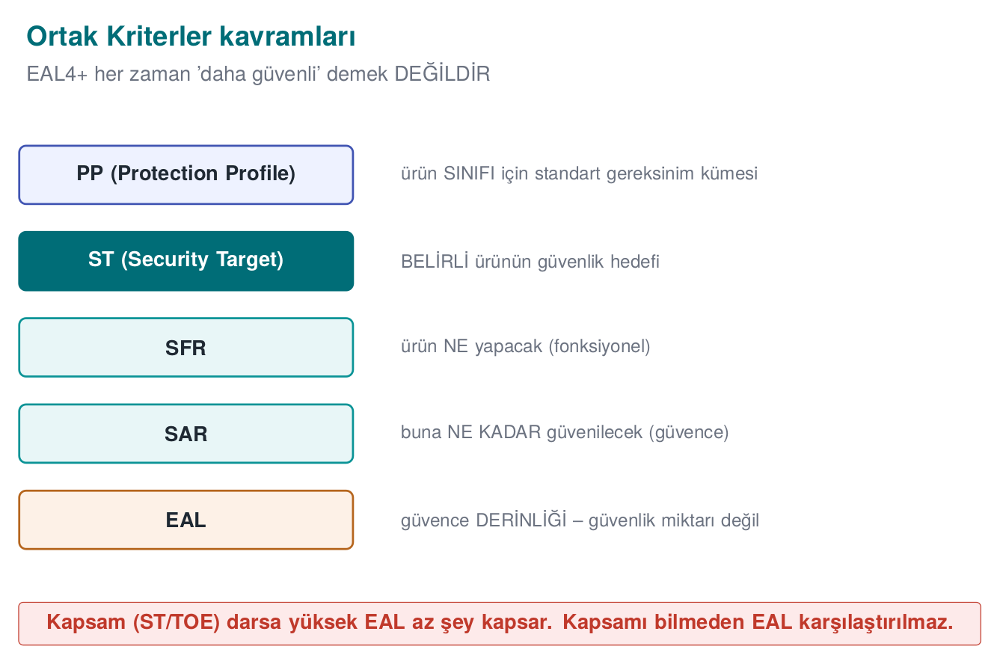 Ortak Kriterler kavramları
EAL4+ her zaman 'daha güvenli' demek DEĞİLDİR
PP (Protection Profile)
ürün SINIFI için standart gereksinim kümesi
ST (Security Target)
BELİRLİ ürünün güvenlik hedefi
SFR
ürün NE yapacak (fonksiyonel)
SAR
buna NE KADAR güvenilecek (güvence)
EAL
güvence DERİNLİĞİ – güvenlik miktarı değil
Kapsam (ST/TOE) darsa yüksek EAL az şey kapsar. Kapsamı bilmeden EAL karşılaştırılmaz.